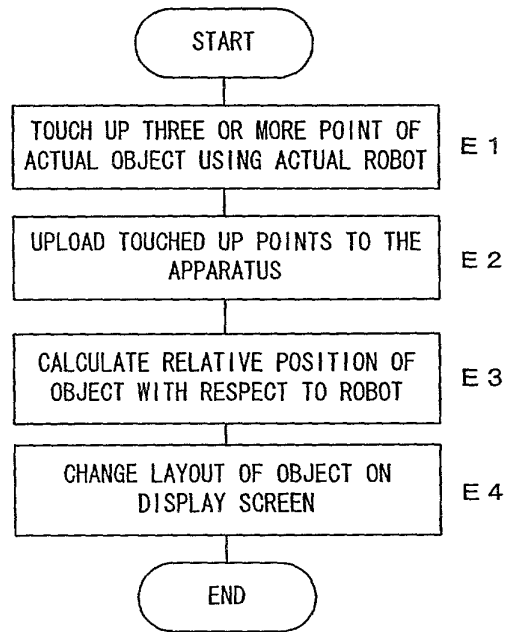 START
TOUCH UP THREE OR MORE POINT OF
ACTUAL OBJECT USING ACTUAL ROBOT
E1
UPLOAD TOUCHED UP POINTS TO THE
APPARATUS
E2
CALCULATE RELATIVE POSITION OF
OBJECT WITH RESPECT TO ROBOT
E3
CHANGE LAYOUT OF OBJECT ON
DISPLAY SCREEN
E4
END